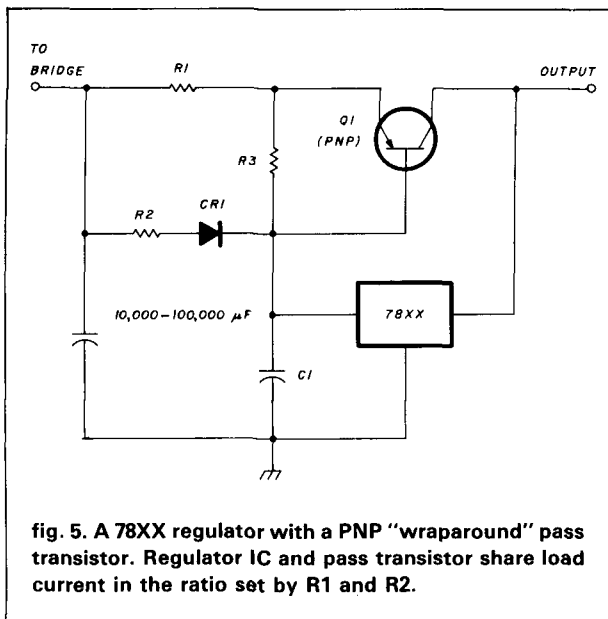 TO
BRIDGE
R1
OUTPUT
Q1
(PNP)
R3
R2
CR1
10,000-100,000 μF
78XX
C1
fig. 5. A 78XX regulator with a PNP "wraparound" pass
transistor. Regulator IC and pass transistor share load
current in the ratio set by R1 and R2.